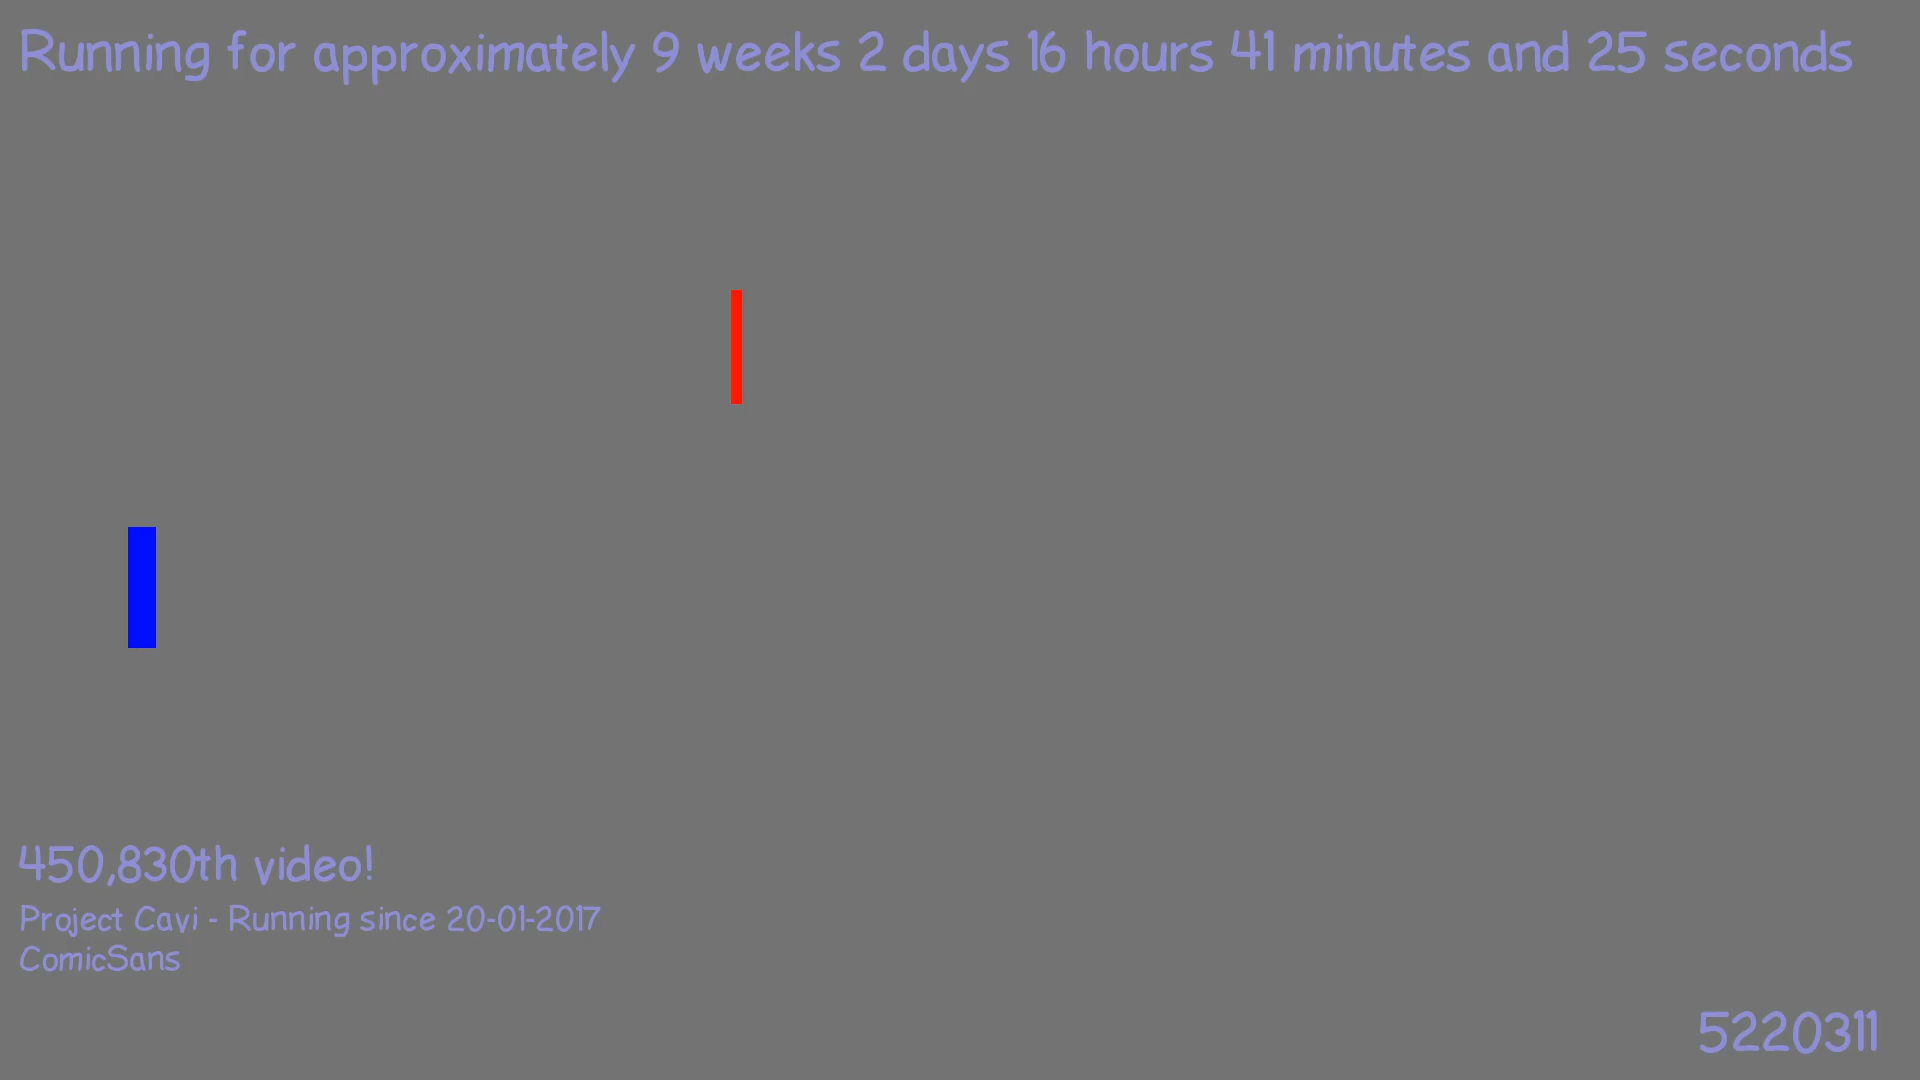 Running for approximately 9 weeks 2 days 16 hours 41 minutes and 25 seconds
450,830th video!
Project Cavi - Running since 20-01-2017
ComicSans
5220311